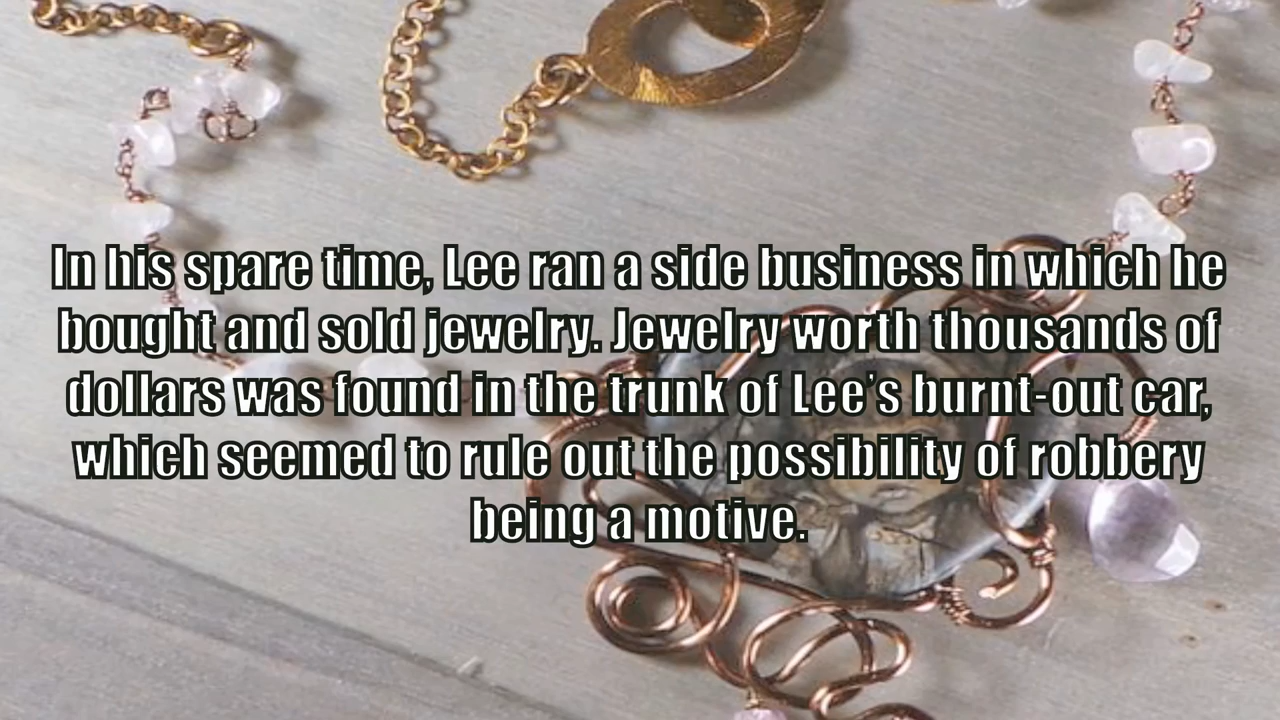 In his spare time, Lee ran a side business in which he
bought and sold jewelry. Jewelry worth thousands of
dollars was found in the trunk of Lee’s burnt-out car,
which seemed to rule out the possibility of robbery
being a motive.